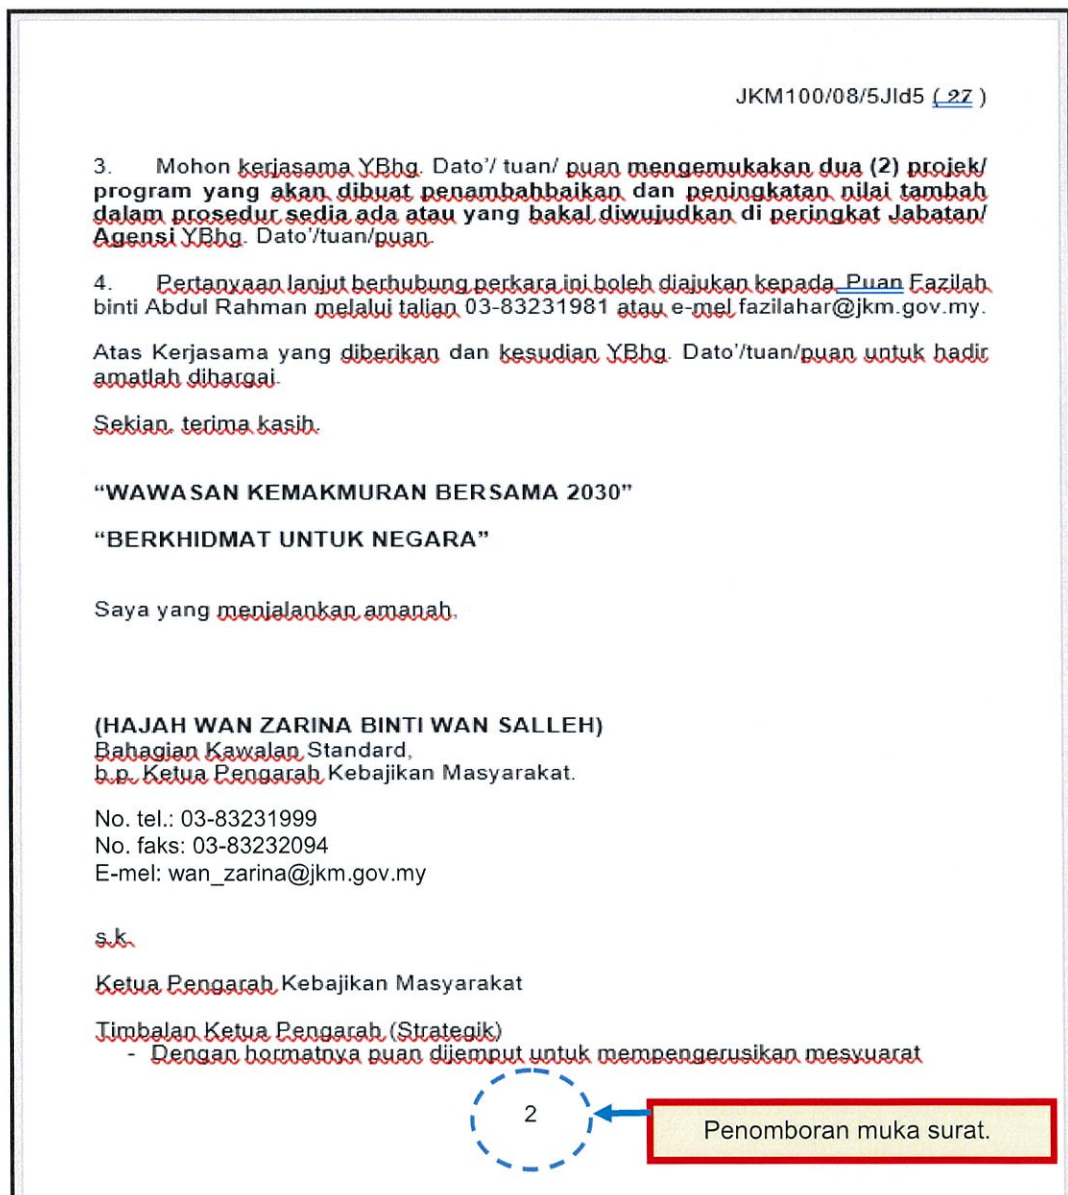 JKM100/08/5Jld5 ( 27 )
3. Mohon kerjasama YBhg. Dato'/ tuan/ puan mengemukakan dua (2) projek/
program yang akan dibuat penambahbaikan dan peningkatan nilai tambah
dalam prosedur sedia ada atau yang bakal diwujudkan di peringkat Jabatan/
Agensi YBhg. Dato'/tuan/puan.
4. Pertanyaan lanjut berhubung perkara ini boleh diajukan kepada Puan Fazilah
binti Abdul Rahman melalui talian 03-83231981 atau e-mel fazilahar@jkm.gov.my.
Atas Kerjasama yang diberikan dan kesudian YBhg. Dato'/tuan/puan untuk hadir
amatlah dihargai.
Sekian, terima kasih.
“WAWASAN KEMAKMURAN BERSAMA 2030”
“BERKHIDMAT UNTUK NEGARA”
Saya yang menjalankan amanah,
(HAJAH WAN ZARINA BINTI WAN SALLEH)
Bahagian Kawalan Standard,
b.p. Ketua Pengarah Kebajikan Masyarakat.
No. tel.: 03-83231999
No. faks: 03-83232094
E-mel: wan_zarina@jkm.gov.my
s.k.
Ketua Pengarah Kebajikan Masyarakat
Timbalan Ketua Pengarah (Strategik)
- Dengan hormatnya puan dijemput untuk mempengerusikan mesyuarat
2
Penomboran muka surat.